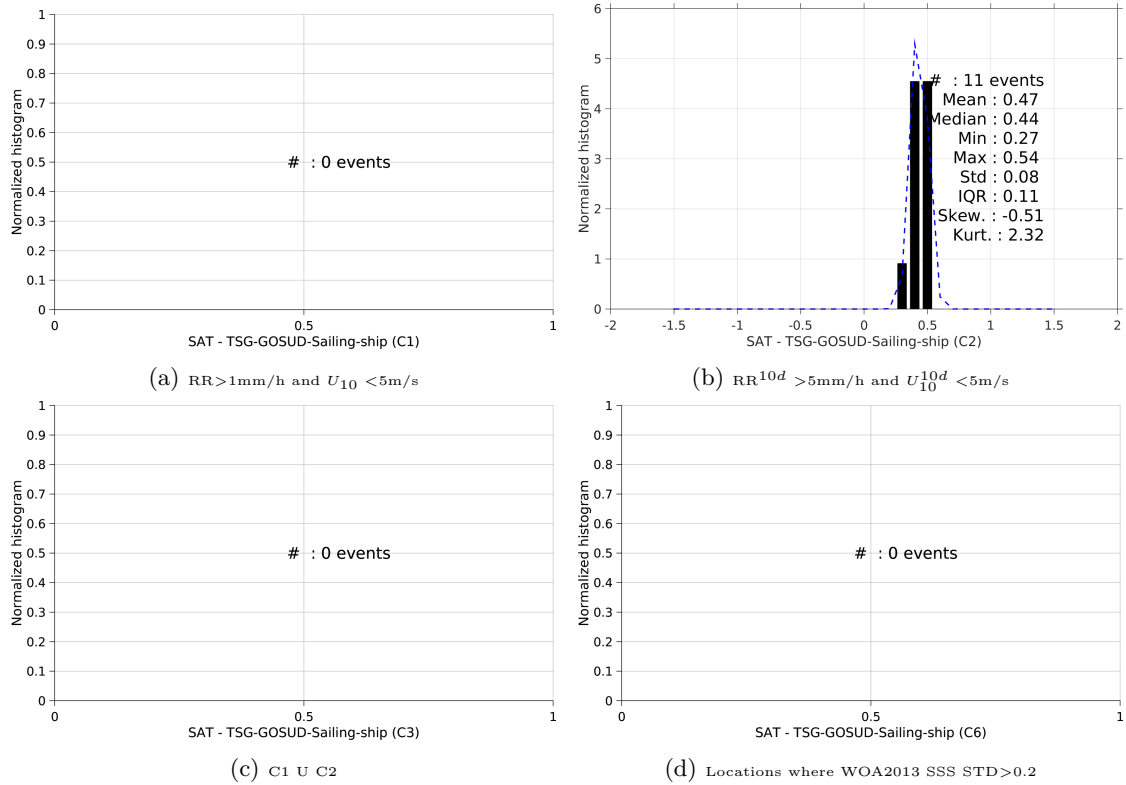 1
0.9
0.8
0.7
0.6
0.5
0.4
0.3
0.2
0.1
0
Normalized histogram
# : 0 events
0 0.5 1
SAT - TSG-GOSUD-Sailing-ship (C1)
(a) RR>1mm/h and U10 <5m/s
6
5
4
3
2
1
0
Normalized histogram
# : 11 events
Mean : 0.47
Median : 0.44
Min : 0.27
Max : 0.54
Std : 0.08
IQR : 0.11
Skew. : -0.51
Kurt. : 2.32
-2 -1.5 -1 -0.5 0 0.5 1 1.5 2
SAT - TSG-GOSUD-Sailing-ship (C2)
(b) RR10d >5mm/h and U10d10 <5m/s
1
0.9
0.8
0.7
0.6
0.5
0.4
0.3
0.2
0.1
0
Normalized histogram
# : 0 events
0 0.5 1
SAT - TSG-GOSUD-Sailing-ship (C3)
(c) C1 U C2
1
0.9
0.8
0.7
0.6
0.5
0.4
0.3
0.2
0.1
0
Normalized histogram
# : 0 events
0 0.5 1
SAT - TSG-GOSUD-Sailing-ship (C6)
(d) Locations where WOA2013 SSS STD>0.2